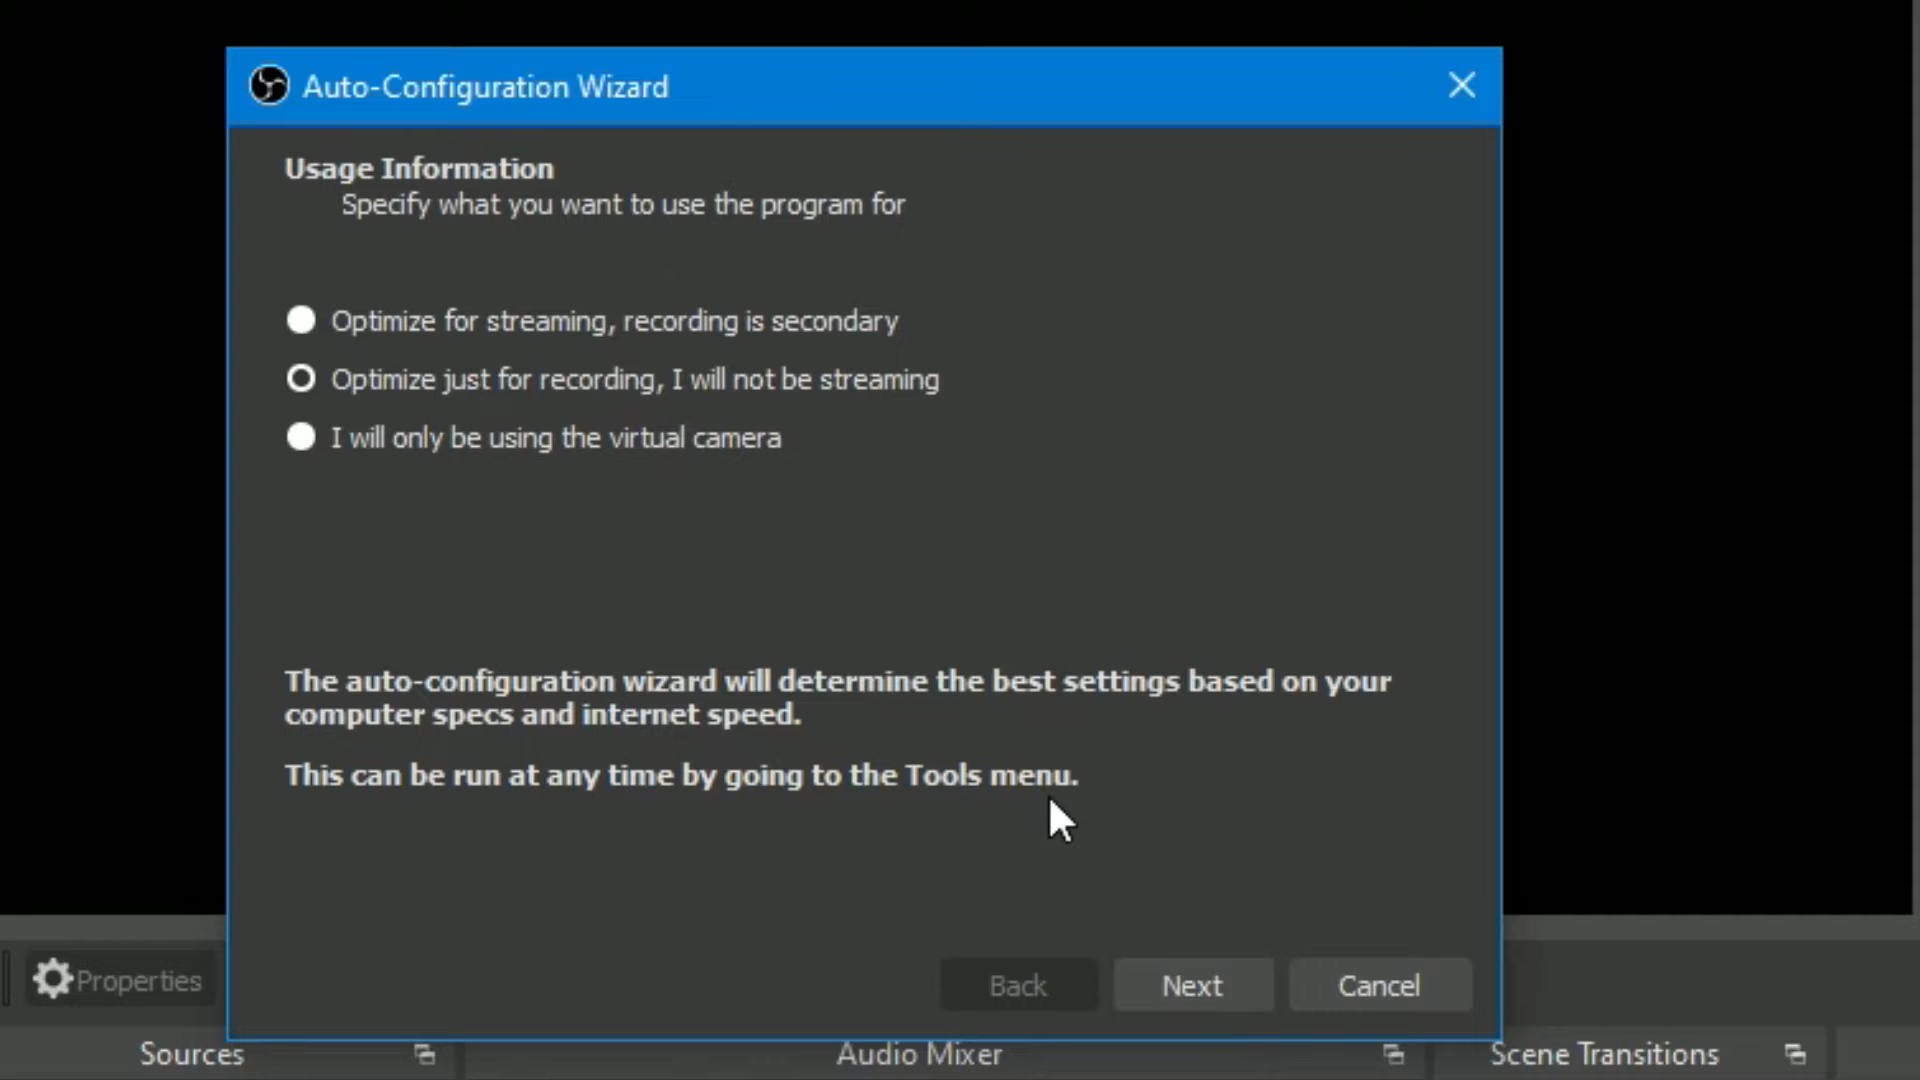 Auto-Configuration Wizard
Usage Information
Specify what you want to use the program for
Optimize for streaming, recording is secondary
Optimize just for recording, I will not be streaming
I will only be using the virtual camera
The auto-configuration wizard will determine the best settings based on your
computer specs and internet speed.
This can be run at any time by going to the Tools menu.
Back Next Cancel
Properties
Sources Audio Mixer Scene Transitions